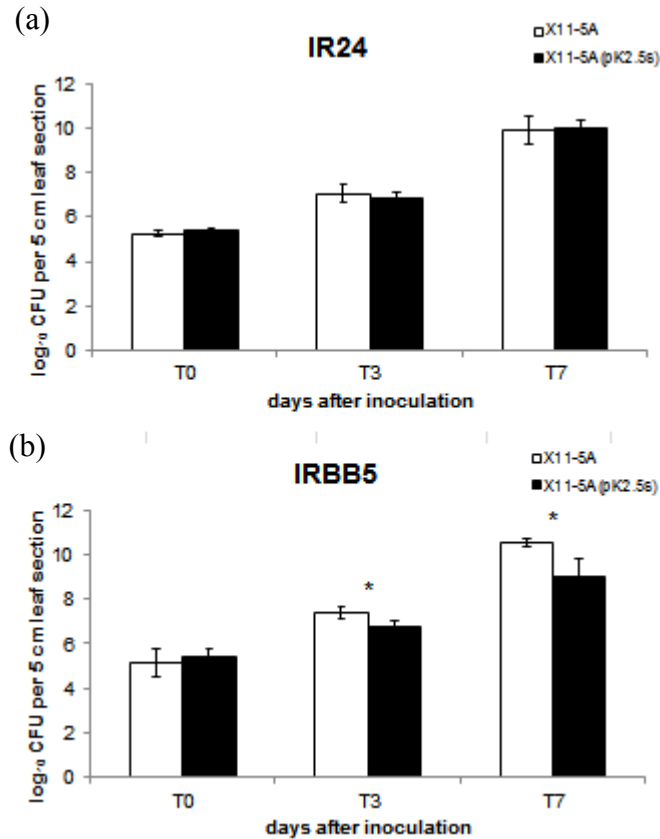 (a)
IR24
X11-5A
X11-5A(pK2.5s)
log₁₀ CFU per 5 cm leaf section
12
10
8
6
4
2
0
T0 T3 T7
days after inoculation
(b)
IRBB5
X11-5A
X11-5A(pK2.5s)
log₁₀ CFU per 5 cm leaf section
12
10
8
6
4
2
0
*
*
T0 T3 T7
days after inoculation